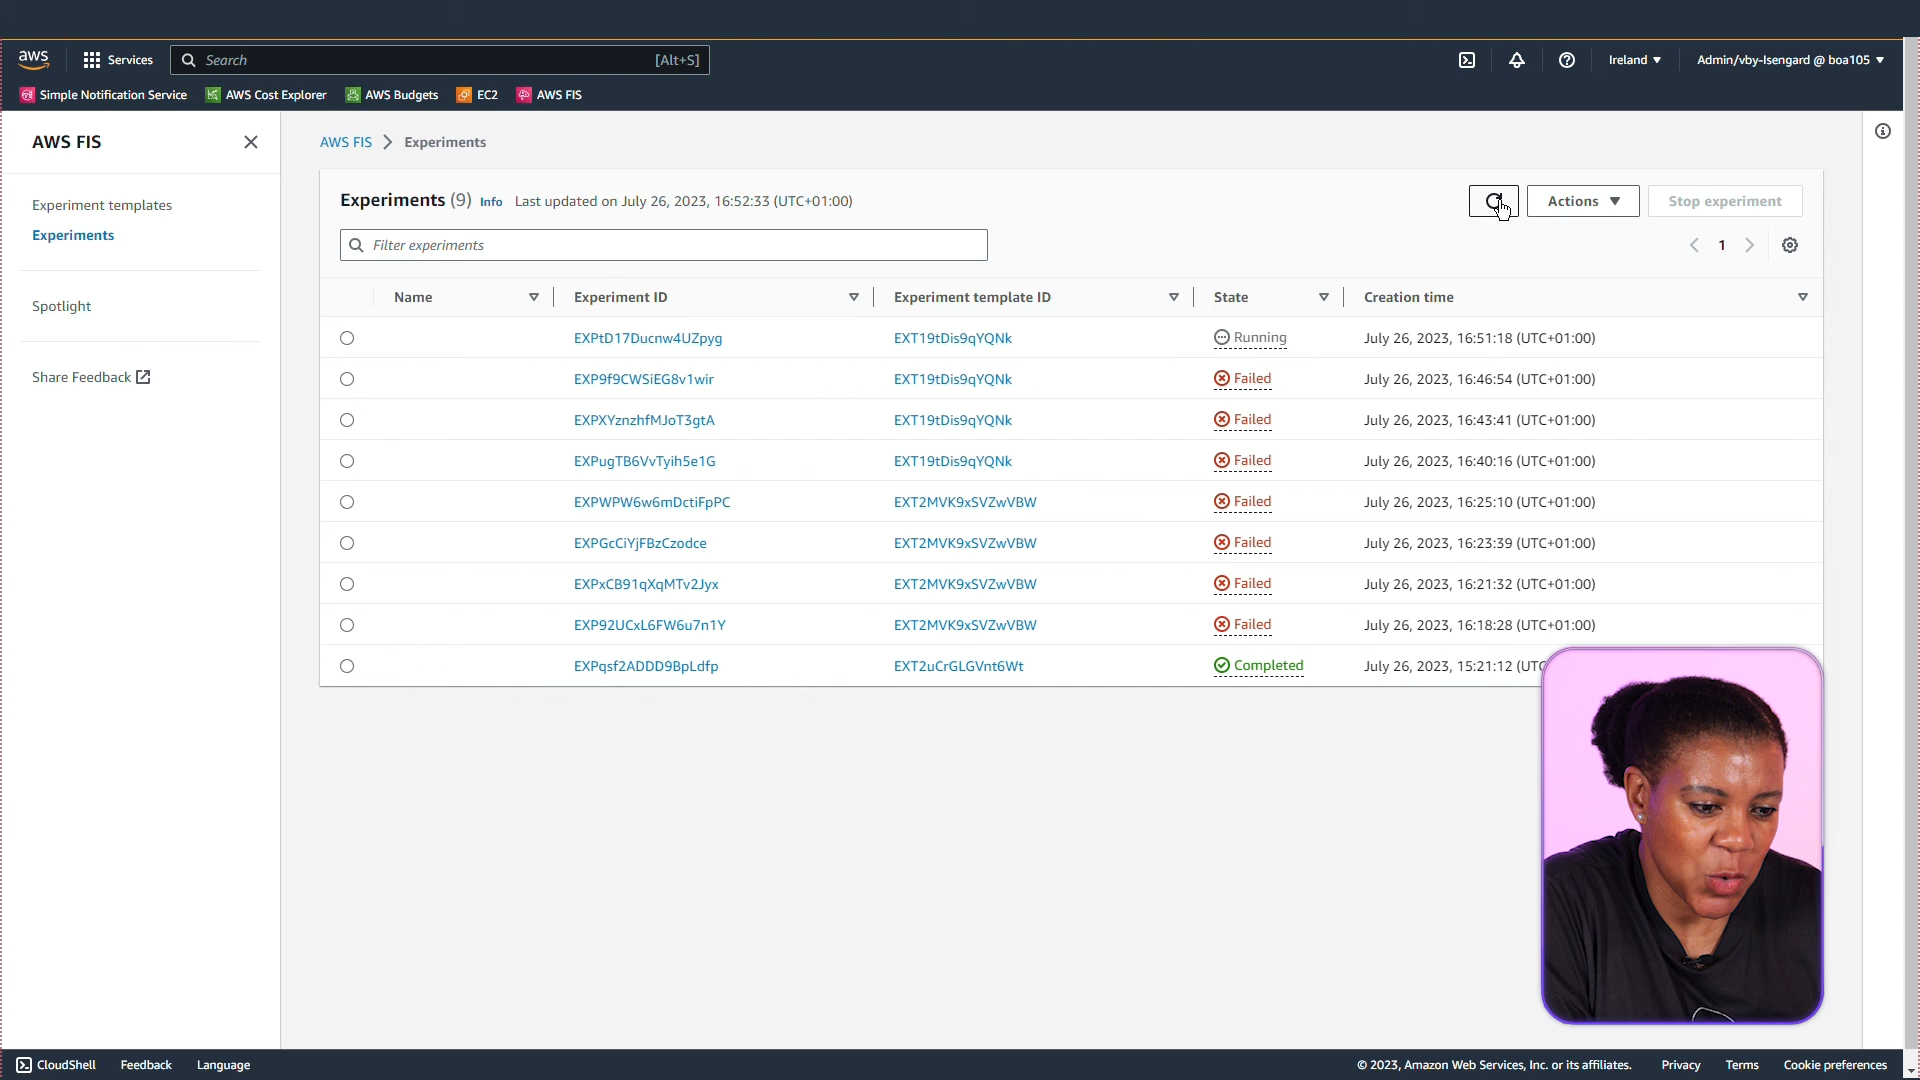 aws
Services
Search
[Alt+S]
Ireland ▼
Admin/vby-Isengard @ boa105 ▼
Simple Notification Service
AWS Cost Explorer
AWS Budgets
EC2
AWS FIS
AWS FIS
Experiment templates
Experiments
Spotlight
Share Feedback
AWS FIS > Experiments
Experiments (9) Info Last updated on July 26, 2023, 16:52:33 (UTC+01:00)
Actions ▼
Stop experiment
Filter experiments
1
Name Experiment ID Experiment template ID State Creation time
EXPtD17Ducnw4UZpyg EXT19tDis9qYQNk Running July 26, 2023, 16:51:18 (UTC+01:00)
EXP9f9CWSiEG8v1wir EXT19tDis9qYQNk Failed July 26, 2023, 16:46:54 (UTC+01:00)
EXPXYznzhfMJoT3gtA EXT19tDis9qYQNk Failed July 26, 2023, 16:43:41 (UTC+01:00)
EXPugTB6VvTyih5e1G EXT19tDis9qYQNk Failed July 26, 2023, 16:40:16 (UTC+01:00)
EXPWPW6w6mDctiFpPC EXT2MVK9xSVZwVBW Failed July 26, 2023, 16:25:10 (UTC+01:00)
EXPGcCiYjFBzCzodce EXT2MVK9xSVZwVBW Failed July 26, 2023, 16:23:39 (UTC+01:00)
EXPxCB91qXqMTv2Jyx EXT2MVK9xSVZwVBW Failed July 26, 2023, 16:21:32 (UTC+01:00)
EXP92UCxL6FW6u7n1Y EXT2MVK9xSVZwVBW Failed July 26, 2023, 16:18:28 (UTC+01:00)
EXPqsf2ADDD9BpLdfp EXT2uCrGLGVnt6Wt Completed July 26, 2023, 15:21:12 (UTC
CloudShell
Feedback
Language
© 2023, Amazon Web Services, Inc. or its affiliates.
Privacy
Terms
Cookie preferences